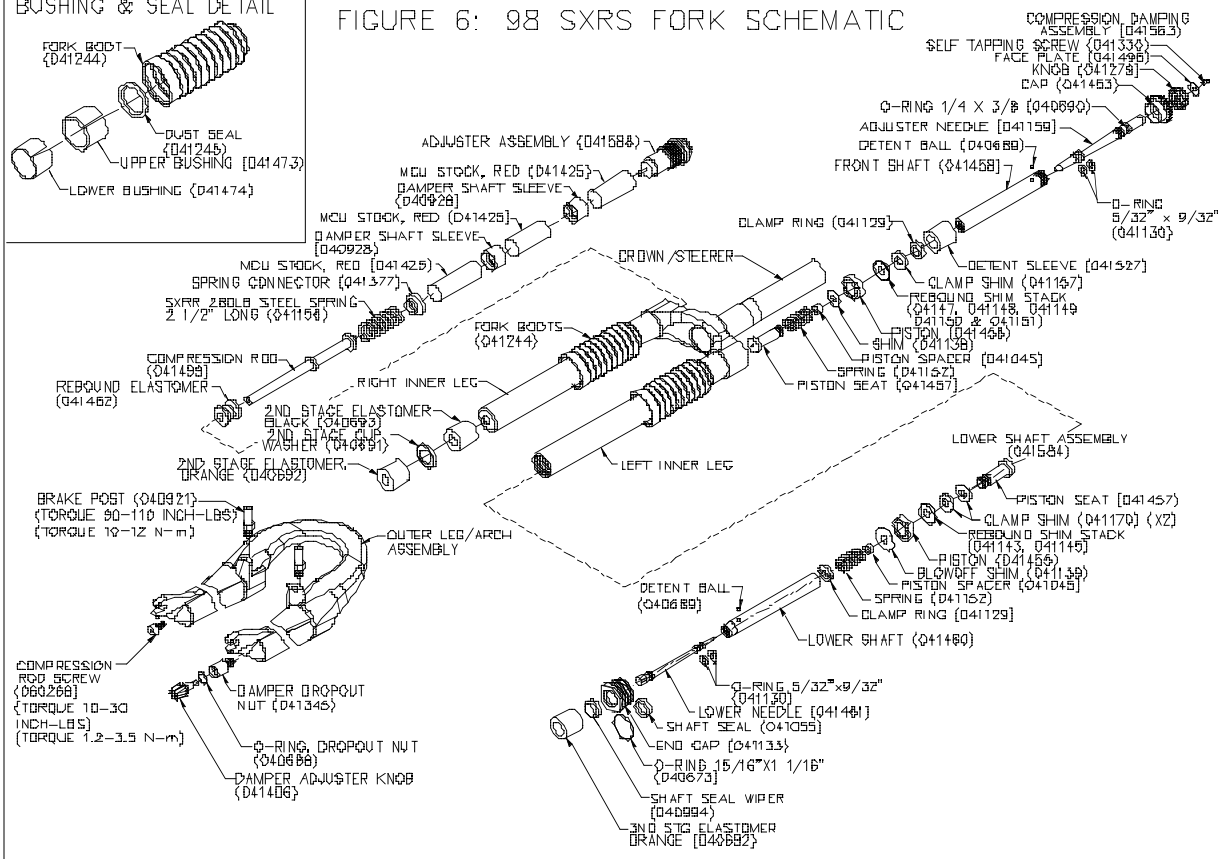 BUSHING & SEAL DETAIL
FORK BOOT
(041244)
DUST SEAL
(041245)
UPPER BUSHING (041473)
LOWER BUSHING (041474)
FIGURE 6: 98 SXRS FORK SCHEMATIC
COMPRESSION DAMPING
ASSEMBLY (041563)
SELF TAPPING SCREW (041330)
FACE PLATE (041496)
KNOB (041279)
CAP (041453)
O-RING 1/4 X 3/8 (040690)
ADJUSTER NEEDLE (041159)
DETENT BALL (040689)
FRONT SHAFT (041458)
O-RING
5/32" x 9/32"
(041130)
ADJUSTER ASSEMBLY (041588)
MCU STOCK, RED (041425)
DAMPER SHAFT SLEEVE
(040928)
MCU STOCK, RED (041425)
DAMPER SHAFT SLEEVE
(040928)
MCU STOCK, RED (041425)
SPRING CONNECTOR (041377)
SXRR 280LB STEEL SPRING
2 1/2" LONG (041156)
COMPRESSION ROD
(041499)
REBOUND ELASTOMER
(041462)
CLAMP RING (041129)
DETENT SLEEVE (041527)
CLAMP SHIM (041167)
REBOUND SHIM STACK
(04147, 041148, 041149
041150 & 041151)
PISTON (041456)
SHIM (041138)
PISTON SPACER (041045)
SPRING (041152)
PISTON SEAT (041457)
CROWN/STEERER
FORK BOOTS
(041244)
RIGHT INNER LEG
2ND STAGE ELASTOMER
BLACK (040693)
2ND STAGE CUP
WASHER (040691)
2ND STAGE ELASTOMER,
ORANGE (040692)
LEFT INNER LEG
BRAKE POST (040921)
(TORQUE 90-110 INCH-LBS)
(TORQUE 10-12 N-m)
OUTER LEG/ARCH
ASSEMBLY
COMPRESSION
ROD SCREW
(060268)
(TORQUE 10-30
INCH-LBS)
(TORQUE 1.2-3.5 N-m)
DAMPER DROPOUT
NUT (041345)
O-RING, DROPOUT NUT
(040688)
DAMPER ADJUSTER KNOB
(041406)
LOWER SHAFT ASSEMBLY
(041584)
PISTON SEAT (041457)
CLAMP SHIM (041170) (X2)
REBOUND SHIM STACK
(041143, 041145)
PISTON (041456)
BLOWOFF SHIM (041139)
PISTON SPACER (041045)
SPRING (041152)
CLAMP RING (041129)
LOWER SHAFT (041460)
DETENT BALL
(040689)
O-RING 5/32"x9/32"
(041130)
LOWER NEEDLE (041461)
SHAFT SEAL (041055)
END CAP (041133)
O-RING 15/16"X1 1/16"
(040673)
SHAFT SEAL WIPER
(040994)
3ND STG ELASTOMER
ORANGE (040692)